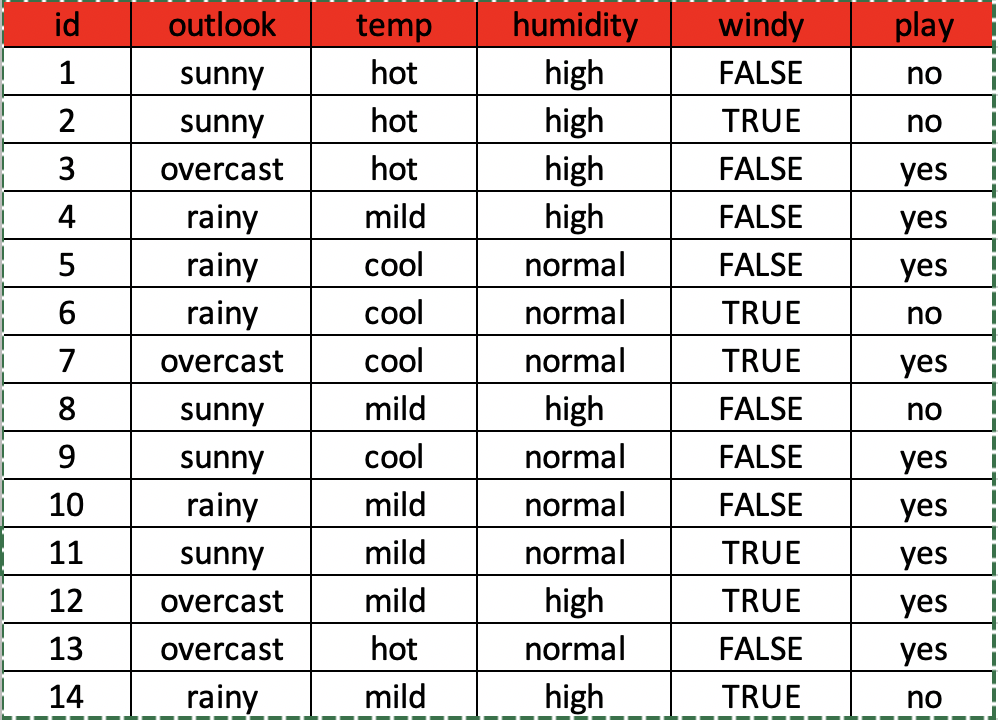 id outlook temp humidity windy play
1 sunny hot high FALSE no
2 sunny hot high TRUE no
3 overcast hot high FALSE yes
4 rainy mild high FALSE yes
5 rainy cool normal FALSE yes
6 rainy cool normal TRUE no
7 overcast cool normal TRUE yes
8 sunny mild high FALSE no
9 sunny cool normal FALSE yes
10 rainy mild normal FALSE yes
11 sunny mild normal TRUE yes
12 overcast mild high TRUE yes
13 overcast hot normal FALSE yes
14 rainy mild high TRUE no